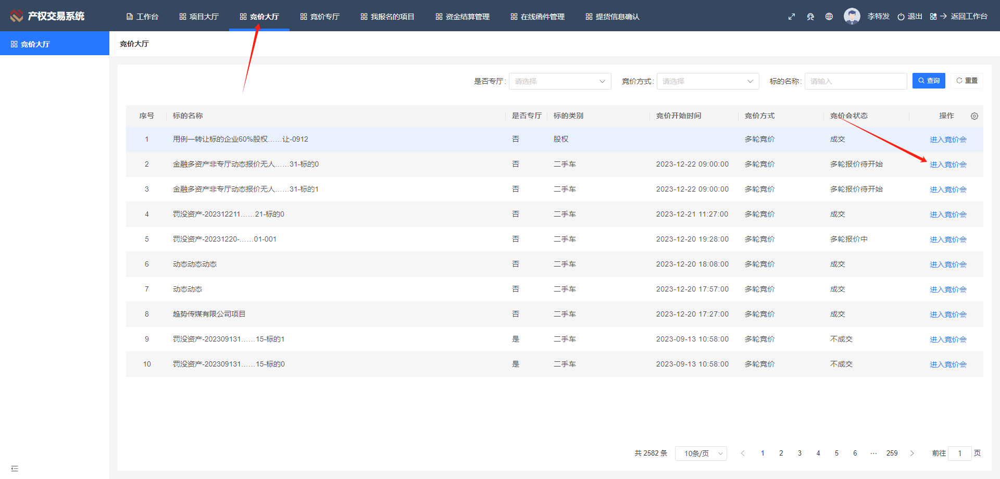 产权交易系统 工作台 项目大厅 竞价大厅 竞价专厅 我报名的项目 资金结算管理 在线函件管理 提货信息确认 李特发 退出 返回工作台
竞价大厅
竞价大厅
是否专厅: 请选择 竞价方式: 请选择 标的名称: 请输入 查询 重置
序号 标的名称 是否专厅 标的类别 竞价开始时间 竞价方式 竞价会状态 操作
1 用例一转让标的企业60%股权……让-0912 否 股权 多轮竞价 成交 进入竞价会
2 金融多资产非专厅动态报价无人……31-标的0 否 二手车 2023-12-22 09:00:00 多轮竞价 多轮报价待开始 进入竞价会
3 金融多资产非专厅动态报价无人……31-标的1 否 二手车 2023-12-22 09:00:00 多轮竞价 多轮报价待开始 进入竞价会
4 罚没资产-202312211……21-标的0 否 二手车 2023-12-21 11:27:00 多轮竞价 成交 进入竞价会
5 罚没资产-20231220-……01-001 否 二手车 2023-12-20 19:28:00 多轮竞价 多轮报价中 进入竞价会
6 动态动态动态 否 二手车 2023-12-20 18:08:00 多轮竞价 成交 进入竞价会
7 动态动态 否 二手车 2023-12-20 17:57:00 多轮竞价 成交 进入竞价会
8 趋势传媒有限公司项目 否 二手车 2023-12-20 17:27:00 多轮竞价 成交 进入竞价会
9 罚没资产-202309131……15-标的1 是 二手车 2023-09-13 10:58:00 多轮竞价 不成交 进入竞价会
10 罚没资产-202309131……15-标的0 是 二手车 2023-09-13 10:58:00 多轮竞价 不成交 进入竞价会
共 2582 条 10条/页 1 2 3 4 5 6 ··· 259 前往 1 页